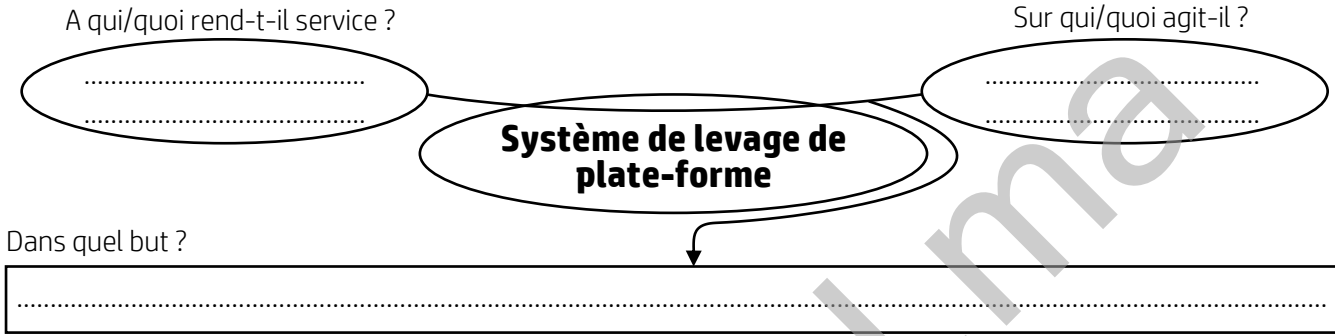 A qui/quoi rend-t-il service ?
Sur qui/quoi agit-il ?
Système de levage de
plate-forme
Dans quel but ?